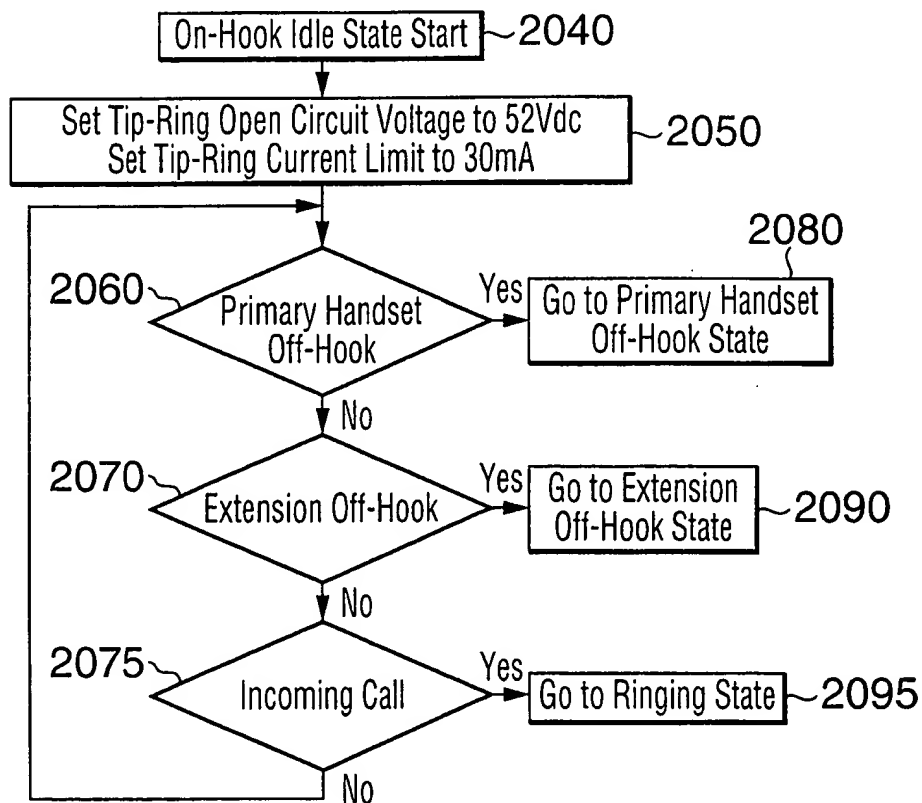 On-Hook Idle State Start
2040
Set Tip-Ring Open Circuit Voltage to 52Vdc
Set Tip-Ring Current Limit to 30mA
2050
2060
Primary Handset
Off-Hook
Yes
2080
Go to Primary Handset
Off-Hook State
No
2070
Extension Off-Hook
Yes
Go to Extension
Off-Hook State
2090
No
2075
Incoming Call
Yes
Go to Ringing State
2095
No